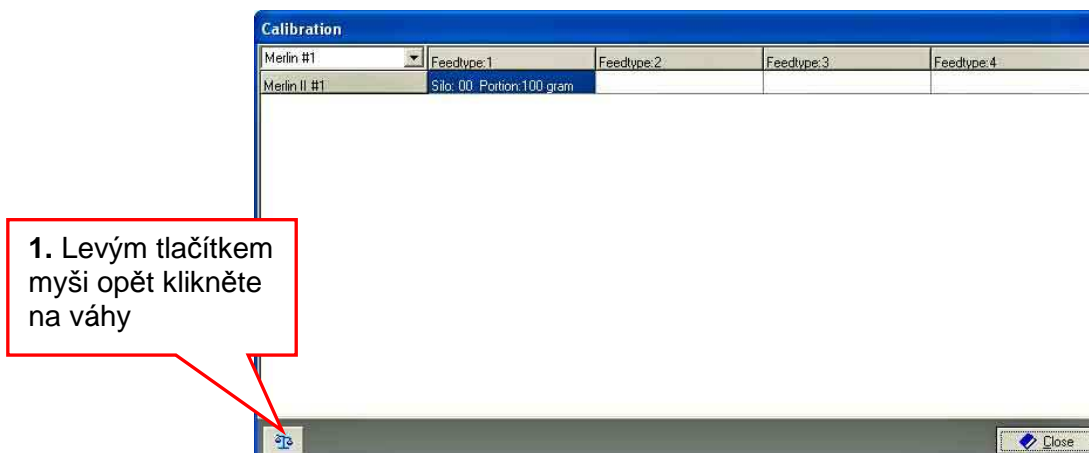 Calibration
Merlin #1 Feedtype:1 Feedtype:2 Feedtype:3 Feedtype:4
Merlin II #1 Silo: 00 Portion:100 gram
1. Levým tlačítkem
myši opět klikněte
na váhy
Close